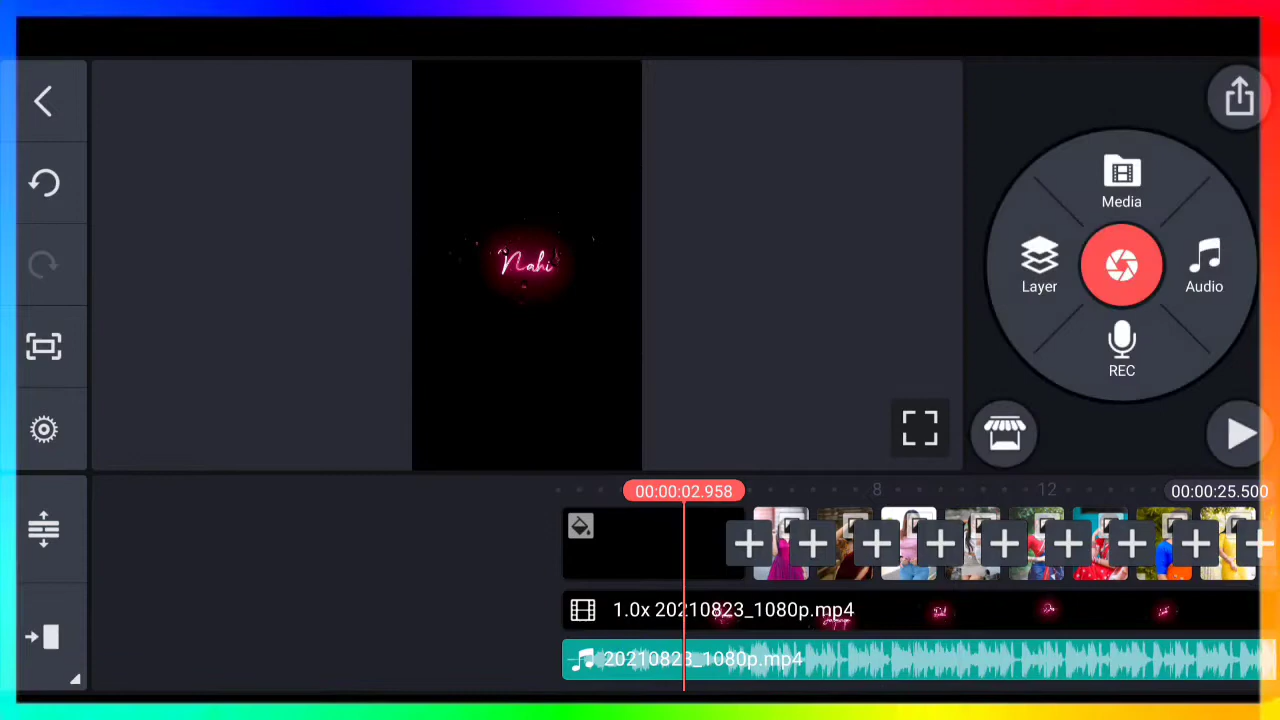 Media
Layer
Audio
REC
Nahi
00:00:02.958
8
12
00:00:25.500
1.0x 20210823_1080p.mp4
20210823_1080p.mp4